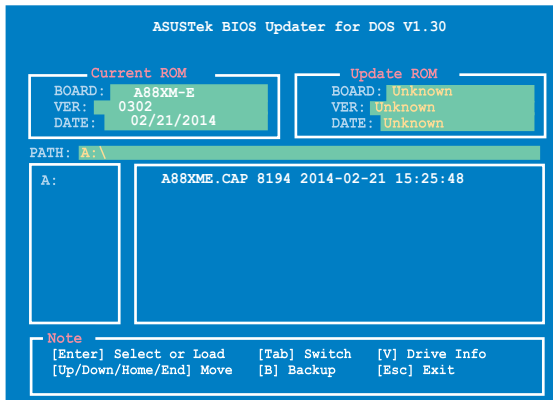 ASUSTek BIOS Updater for DOS V1.30
Current ROM
BOARD: A88XM-E
VER: 0302
DATE: 02/21/2014
Update ROM
BOARD: Unknown
VER: Unknown
DATE: Unknown
PATH: A:\
A:
A88XME.CAP 8194 2014-02-21 15:25:48
Note
[Enter] Select or Load [Tab] Switch [V] Drive Info
[Up/Down/Home/End] Move [B] Backup [Esc] Exit